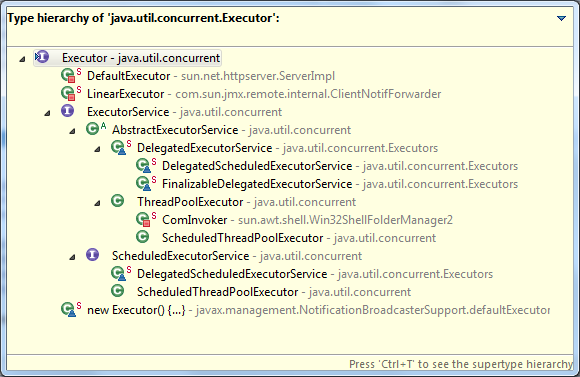 Type hierarchy of 'java.util.concurrent.Executor':
I Executor - java.util.concurrent
C S DefaultExecutor - sun.net.httpserver.ServerImpl
C S LinearExecutor - com.sun.jmx.remote.internal.ClientNotifForwarder
I ExecutorService - java.util.concurrent
C A AbstractExecutorService - java.util.concurrent
C S DelegatedExecutorService - java.util.concurrent.Executors
C S DelegatedScheduledExecutorService - java.util.concurrent.Executors
C S FinalizableDelegatedExecutorService - java.util.concurrent.Executors
C ThreadPoolExecutor - java.util.concurrent
C S ComInvoker - sun.awt.shell.Win32ShellFolderManager2
C ScheduledThreadPoolExecutor - java.util.concurrent
I ScheduledExecutorService - java.util.concurrent
C S DelegatedScheduledExecutorService - java.util.concurrent.Executors
C ScheduledThreadPoolExecutor - java.util.concurrent
C S new Executor() {...} - javax.management.NotificationBroadcasterSupport.defaultExecutor
Press 'Ctrl+T' to see the supertype hierarchy